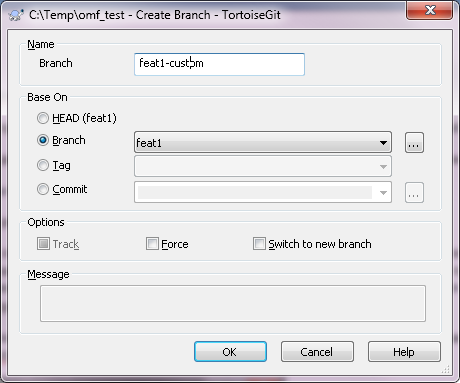 C:\Temp\omf_test - Create Branch - TortoiseGit
Name
Branch feat1-custom
Base On
HEAD (feat1)
Branch feat1 ...
Tag
Commit ...
Options
Track Force Switch to new branch
Message
OK Cancel Help